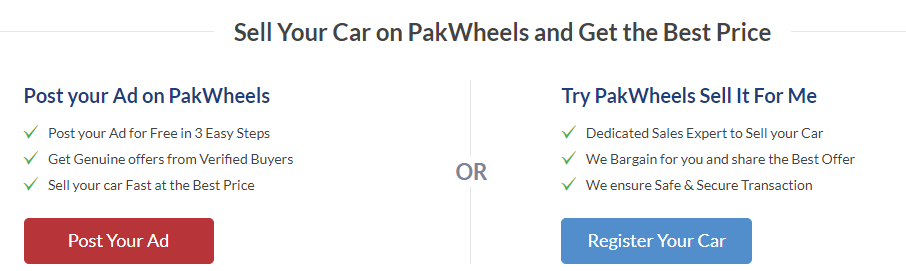 Sell Your Car on PakWheels and Get the Best Price
Post your Ad on PakWheels
Post your Ad for Free in 3 Easy Steps
Get Genuine offers from Verified Buyers
Sell your car Fast at the Best Price
Post Your Ad
OR
Try PakWheels Sell It For Me
Dedicated Sales Expert to Sell your Car
We Bargain for you and share the Best Offer
We ensure Safe & Secure Transaction
Register Your Car